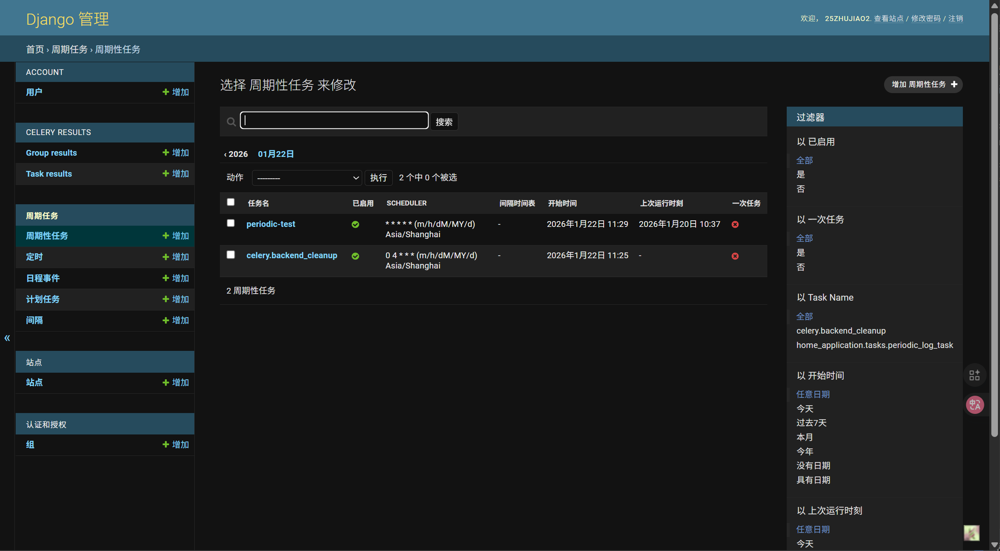 Django 管理
欢迎， 25ZHUJIAO2. 查看站点 / 修改密码 / 注销
首页 › 周期任务 › 周期性任务
ACCOUNT
用户 增加
CELERY RESULTS
Group results 增加
Task results 增加
周期任务
周期性任务 增加
定时 增加
日程事件 增加
计划任务 增加
间隔 增加
站点
站点 增加
认证和授权
组 增加
«
选择 周期性任务 来修改
增加 周期性任务
搜索
‹ 2026 01月22日
动作 --------- 执行 2 个中 0 个被选
任务名 已启用 SCHEDULER 间隔时间表 开始时间 上次运行时刻 一次任务
periodic-test * * * * * (m/h/dM/MY/d) - 2026年1月22日 11:29 2026年1月20日 10:37
Asia/Shanghai
celery.backend_cleanup 0 4 * * * (m/h/dM/MY/d) - 2026年1月22日 11:25 -
Asia/Shanghai
2 周期性任务
过滤器
以 已启用
全部
是
否
以 一次任务
全部
是
否
以 Task Name
全部
celery.backend_cleanup
home_application.tasks.periodic_log_task
以 开始时间
任意日期
今天
过去7天
本月
今年
没有日期
具有日期
以 上次运行时刻
任意日期
今天
中 A